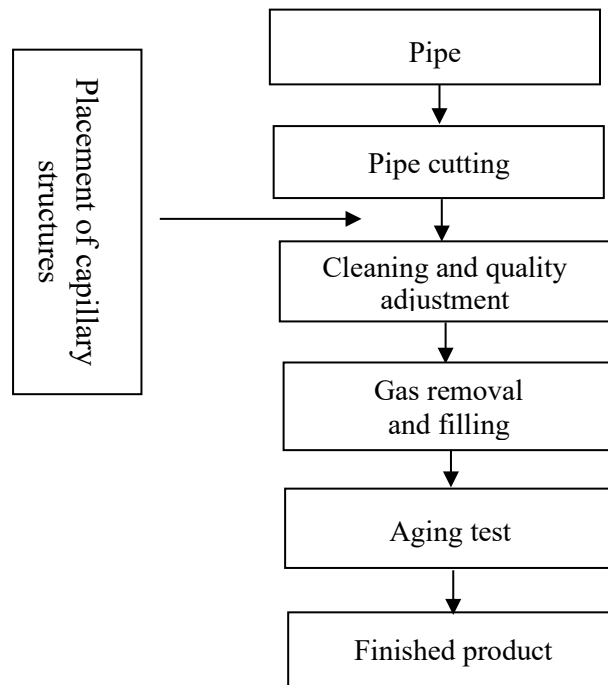 Pipe
Pipe cutting
Placement of capillary
structures
Cleaning and quality
adjustment
Gas removal
and filling
Aging test
Finished product